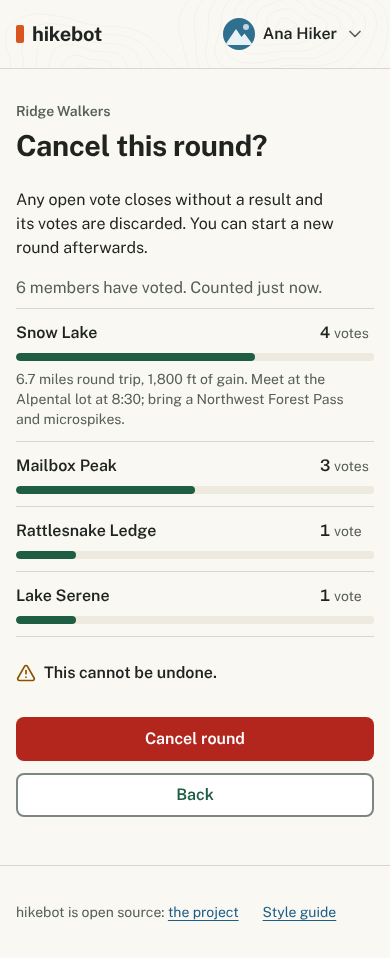 hikebot
Ana Hiker
Ridge Walkers
Cancel this round?
Any open vote closes without a result and
its votes are discarded. You can start a new
round afterwards.
6 members have voted. Counted just now.
Snow Lake 4 votes
6.7 miles round trip, 1,800 ft of gain. Meet at the
Alpental lot at 8:30; bring a Northwest Forest Pass
and microspikes.
Mailbox Peak 3 votes
Rattlesnake Ledge 1 vote
Lake Serene 1 vote
This cannot be undone.
Cancel round
Back
hikebot is open source: the project Style guide